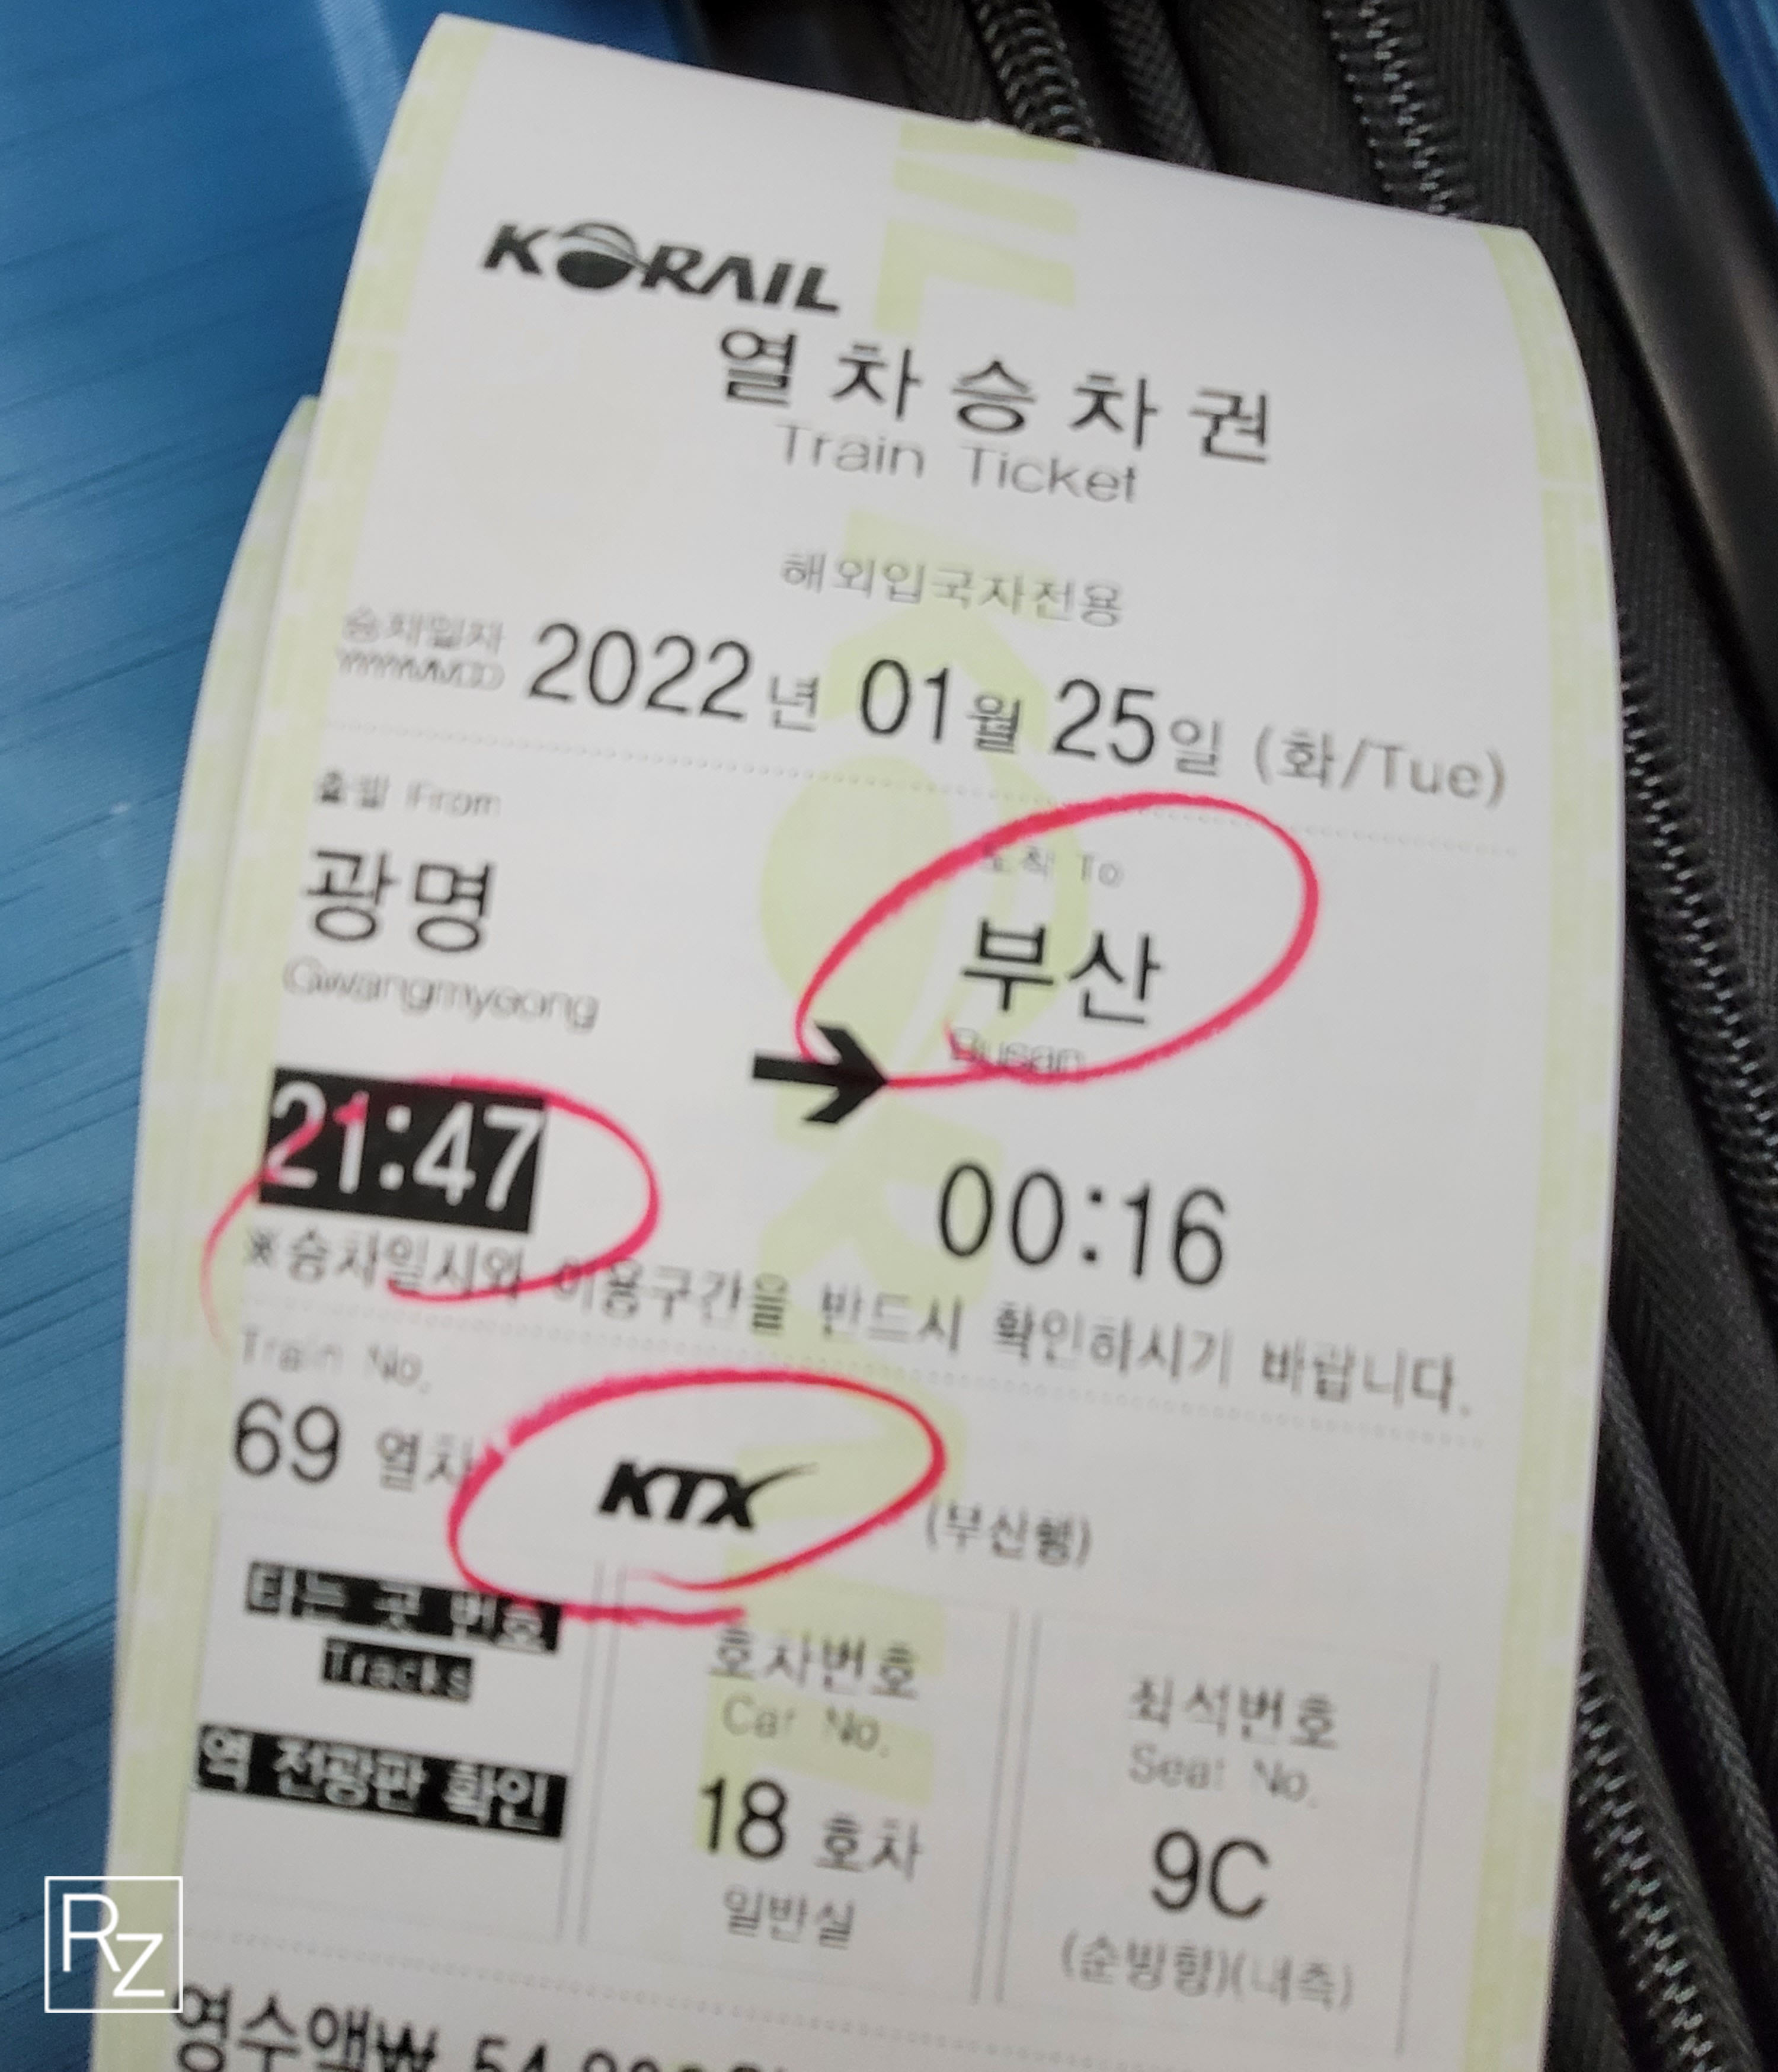 KORAIL
열차승차권
Train Ticket
해외입국자전용
승차일자 2022년 01월 25일 (화/Tue)
YYYY/MM/DD
출발 From 도착 To
광명 부산
Gwangmyeong Busan
21:47 → 00:16
※승차일시와 이용구간을 반드시 확인하시기 바랍니다.
Train No.
69 열차 KTX (부산행)
타는 곳 번호 호차번호 좌석번호
Tracks Car No. Seat No.
역 전광판 확인 18 호차 9C
일반실 (순방향)(내측)
영수액₩
RZ